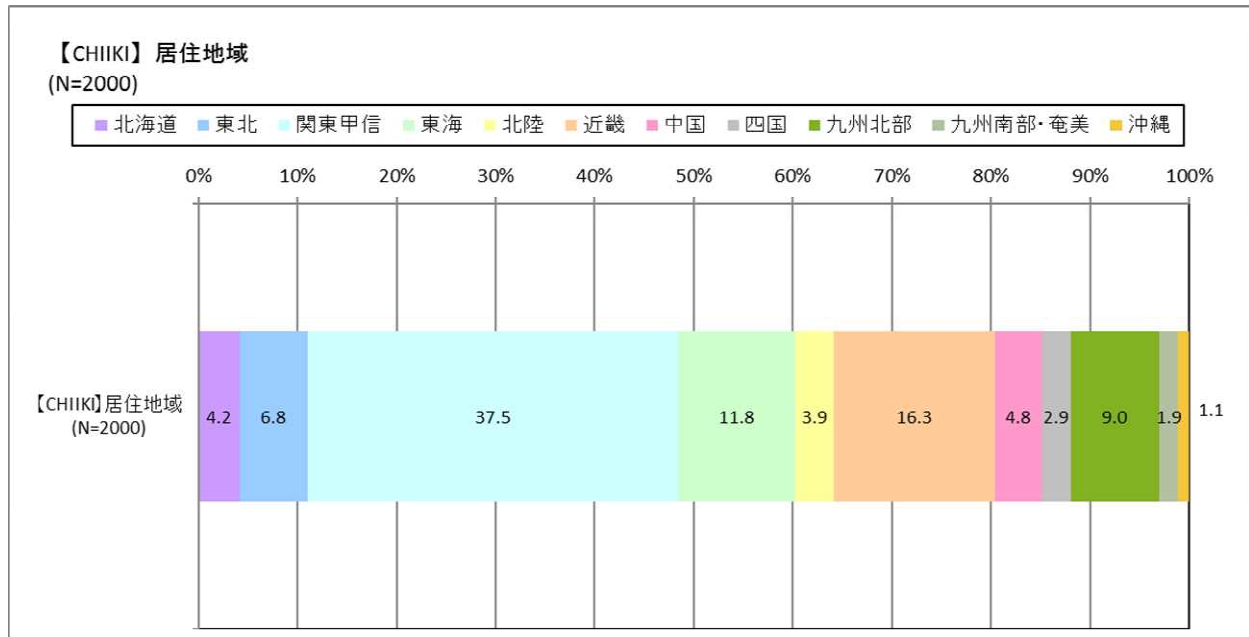 【CHIIKI】居住地域
(N=2000)
北海道 東北 関東甲信 東海 北陸 近畿 中国 四国 九州北部 九州南部・奄美 沖縄
0% 10% 20% 30% 40% 50% 60% 70% 80% 90% 100%
【CHIIKI】居住地域
(N=2000)
4.2 6.8 37.5 11.8 3.9 16.3 4.8 2.9 9.0 1.9 1.1